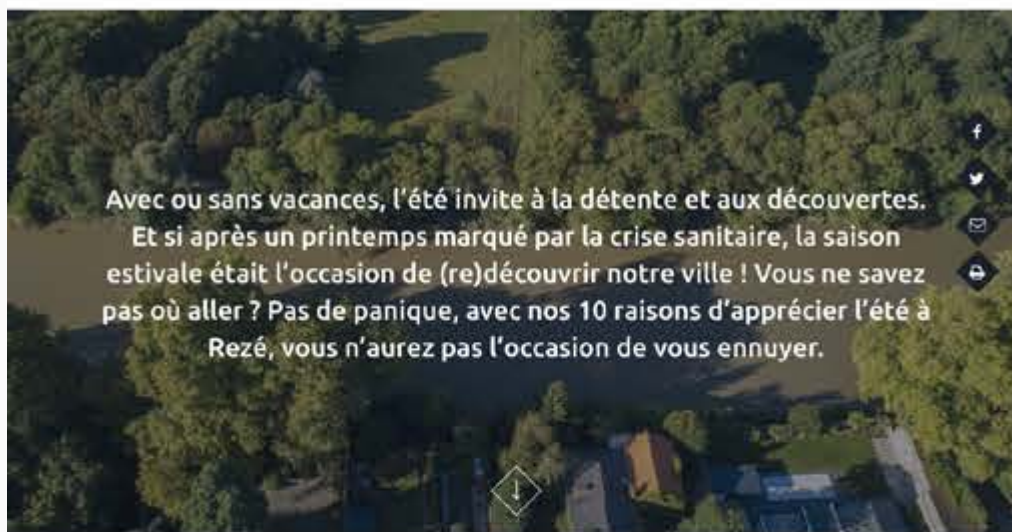 Avec ou sans vacances, l'été invite à la détente et aux découvertes.
Et si après un printemps marqué par la crise sanitaire, la saison
estivale était l'occasion de (re)découvrir notre ville ! Vous ne savez
pas où aller ? Pas de panique, avec nos 10 raisons d'apprécier l'été à
Rezé, vous n'aurez pas l'occasion de vous ennuyer.